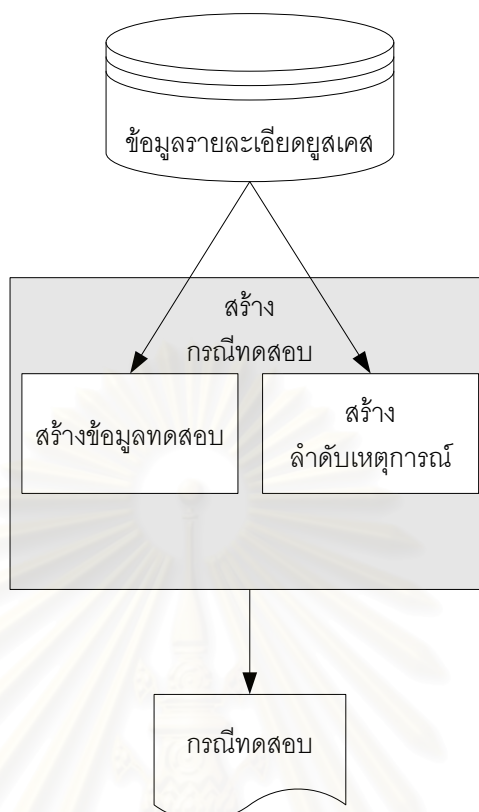 ข้อมูลรายละเอียดยูสเคส
สร้าง
กรณีทดสอบ
สร้างข้อมูลทดสอบ
สร้าง
ลำดับเหตุการณ์
กรณีทดสอบ